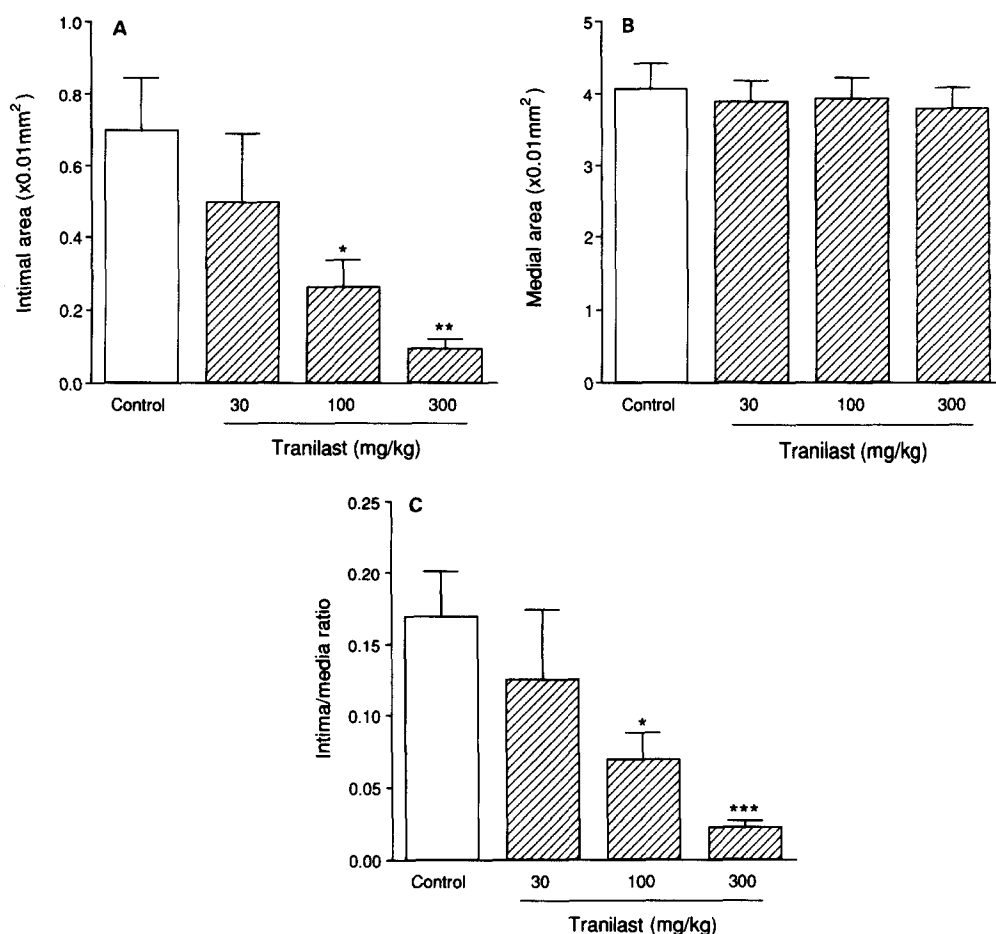 A
Intimal area (x0.01mm²)
1.0
0.8
0.6
0.4
0.2
0.0
*
**
Control
30
100
300
Tranilast (mg/kg)
B
Medial area (x0.01mm²)
5
4
3
2
1
0
Control
30
100
300
Tranilast (mg/kg)
C
Intima/media ratio
0.25
0.20
0.15
0.10
0.05
0.00
*
***
Control
30
100
300
Tranilast (mg/kg)